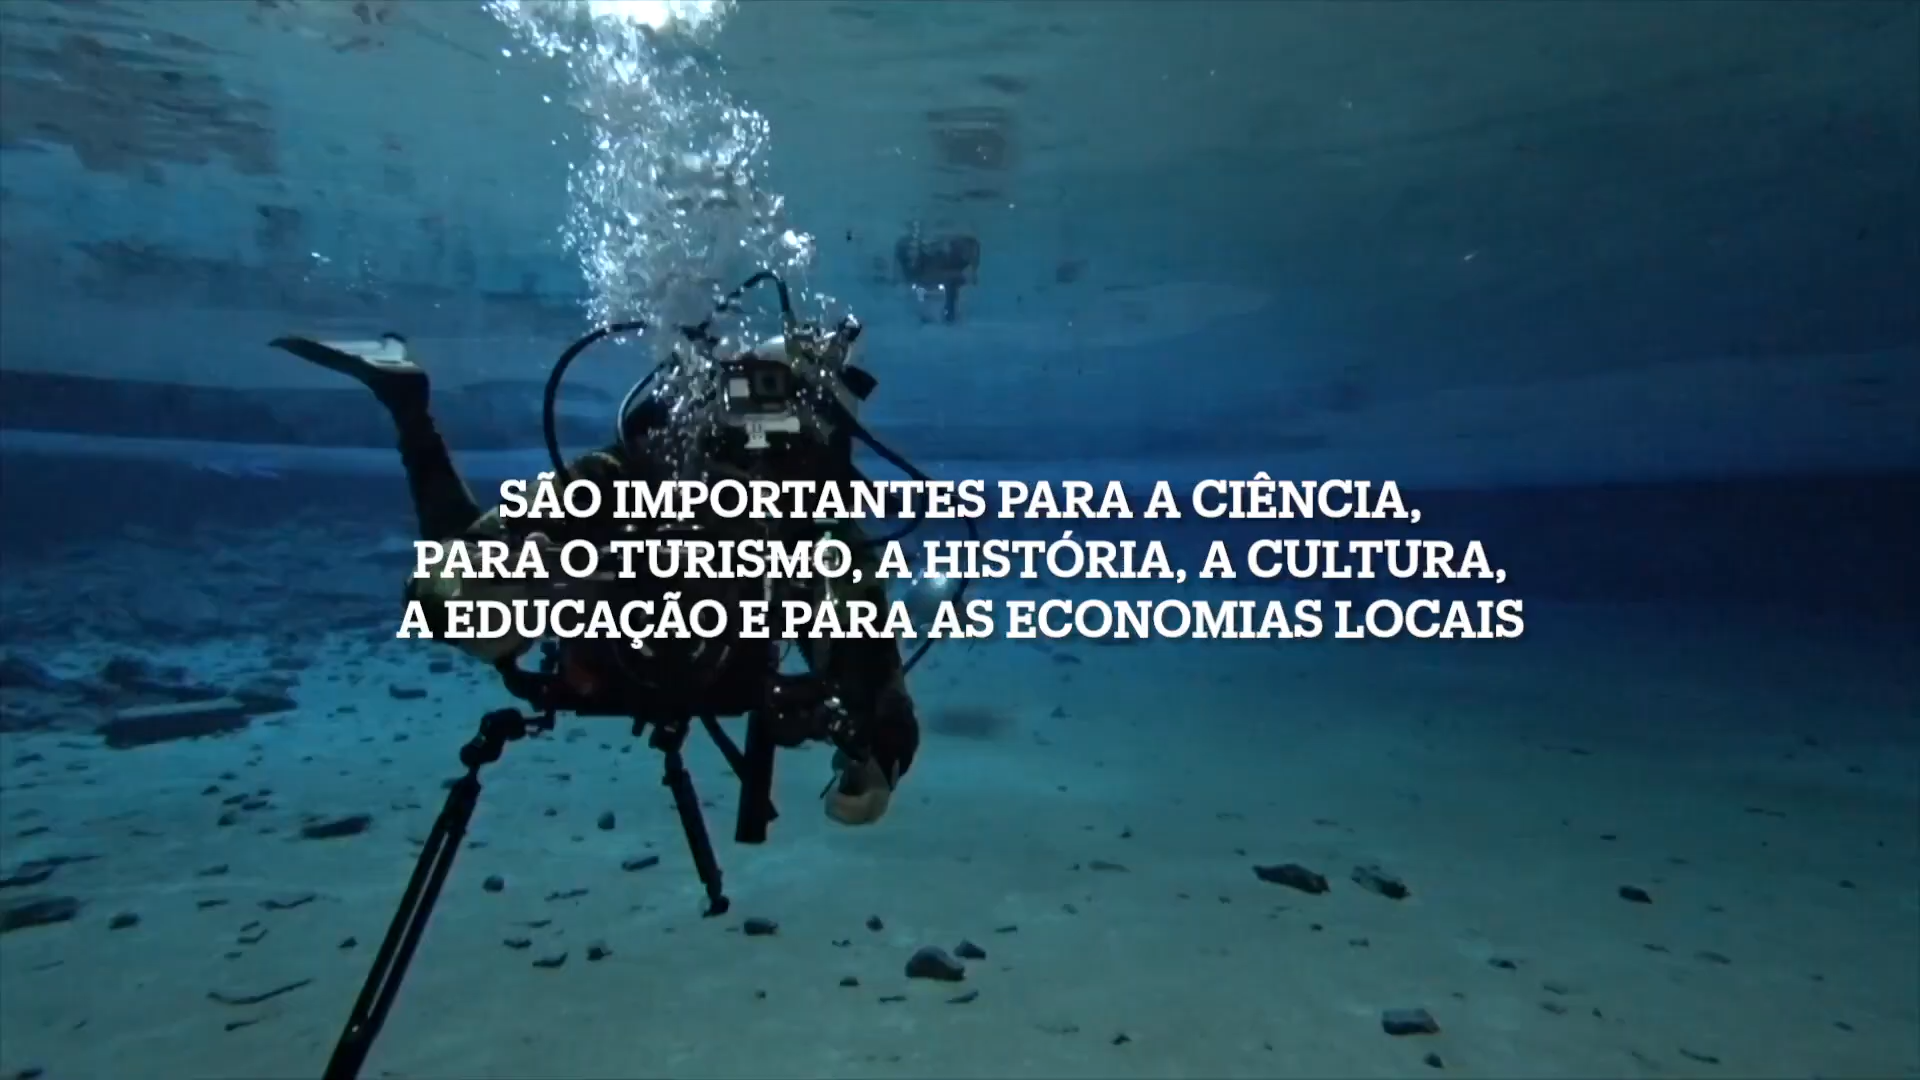 SÃO IMPORTANTES PARA A CIÊNCIA,
PARA O TURISMO, A HISTÓRIA, A CULTURA,
A EDUCAÇÃO E PARA AS ECONOMIAS LOCAIS